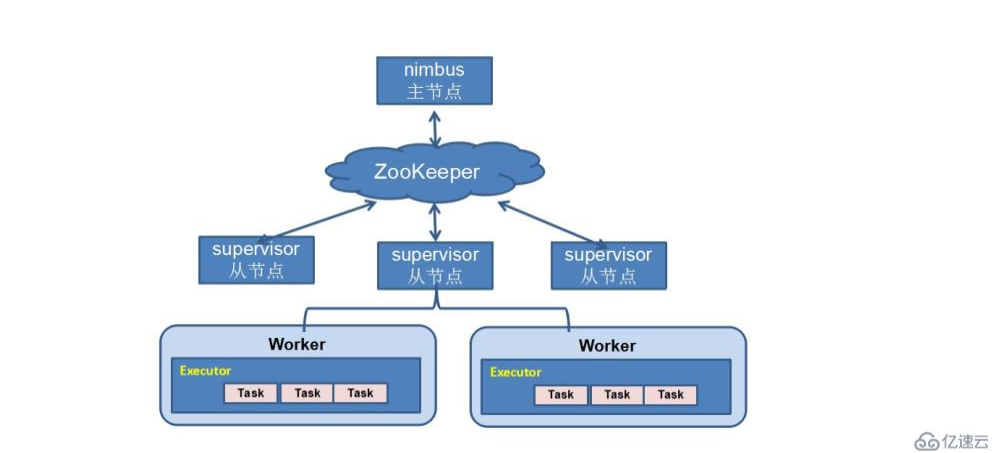 nimbus
主节点
ZooKeeper
supervisor
从节点
supervisor
从节点
supervisor
从节点
Worker
Executor
Task Task Task
Worker
Executor
Task Task Task
亿速云